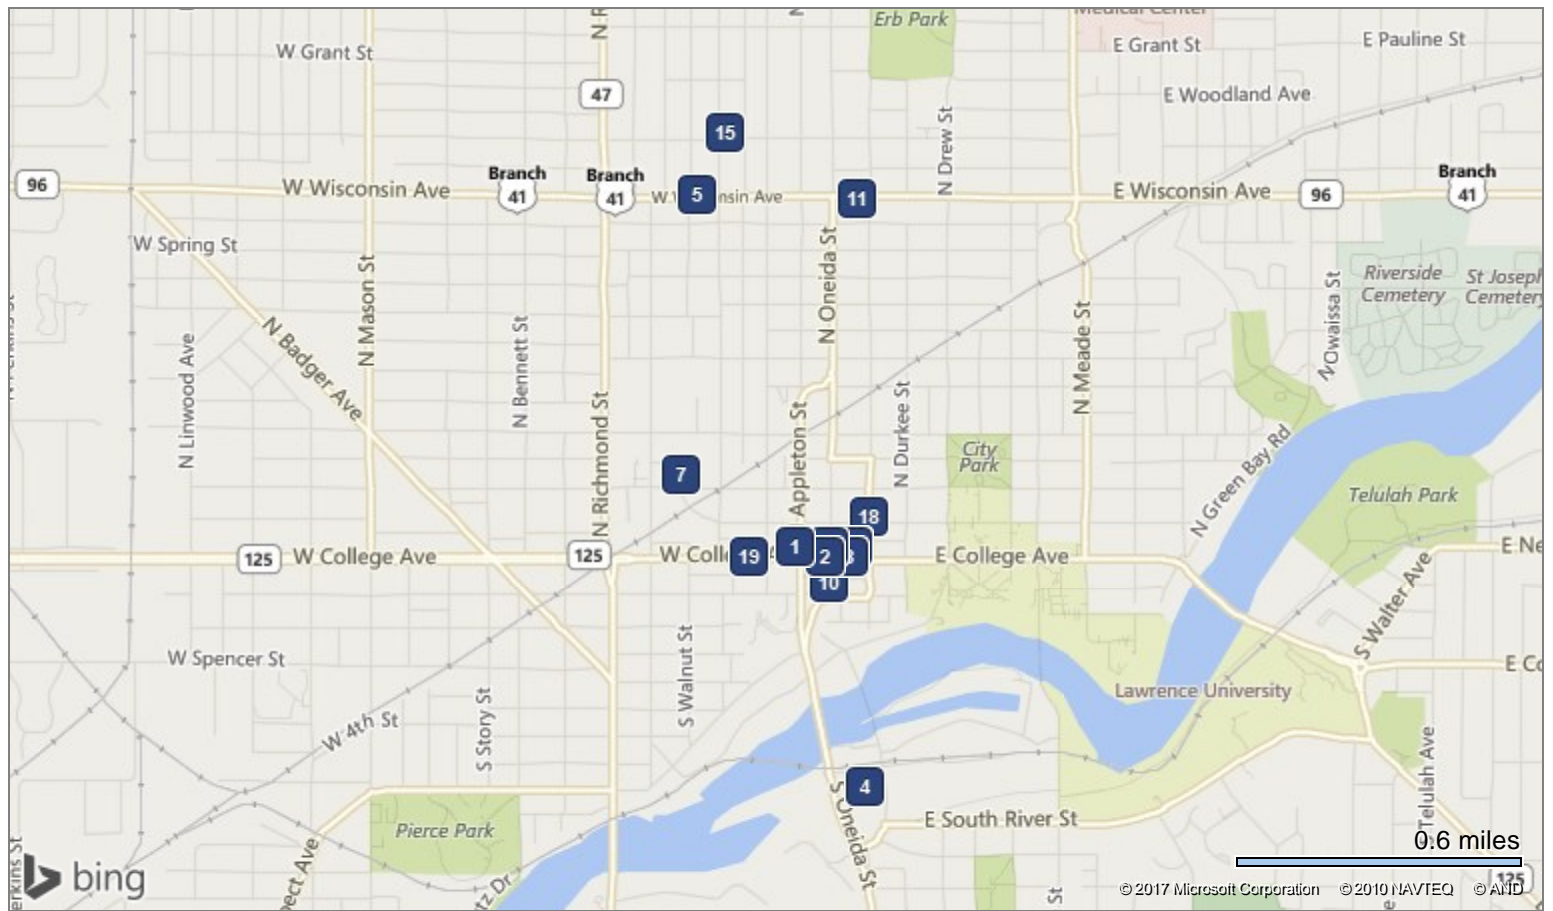 Erb Park
Medical Center
W Grant St
E Grant St
E Pauline St
47
E Woodland Ave
15
N Drew St
96
W Wisconsin Ave
Branch
41
Branch
41
5
11
E Wisconsin Ave
96
Branch
41
W Spring St
N Mason St
N Oneida St
N Owaissa St
Riverside
Cemetery
St Joseph
Cemetery
N Linwood Ave
N Badger Ave
N Bennett St
N Meade St
N Richmond St
Appleton St
N Durkee St
City
Park
N Green Bay Rd
7
18
Telulah Park
125
W College Ave
125
19
1
2
10
E College Ave
S Walter Ave
W Spencer St
S Walnut St
Lawrence University
W 4th St
S Story St
4
S Oneida St
E South River St
Telulah Ave
Pierce Park
0.6 miles
bing
125
© 2017 Microsoft Corporation © 2010 NAVTEQ © AND